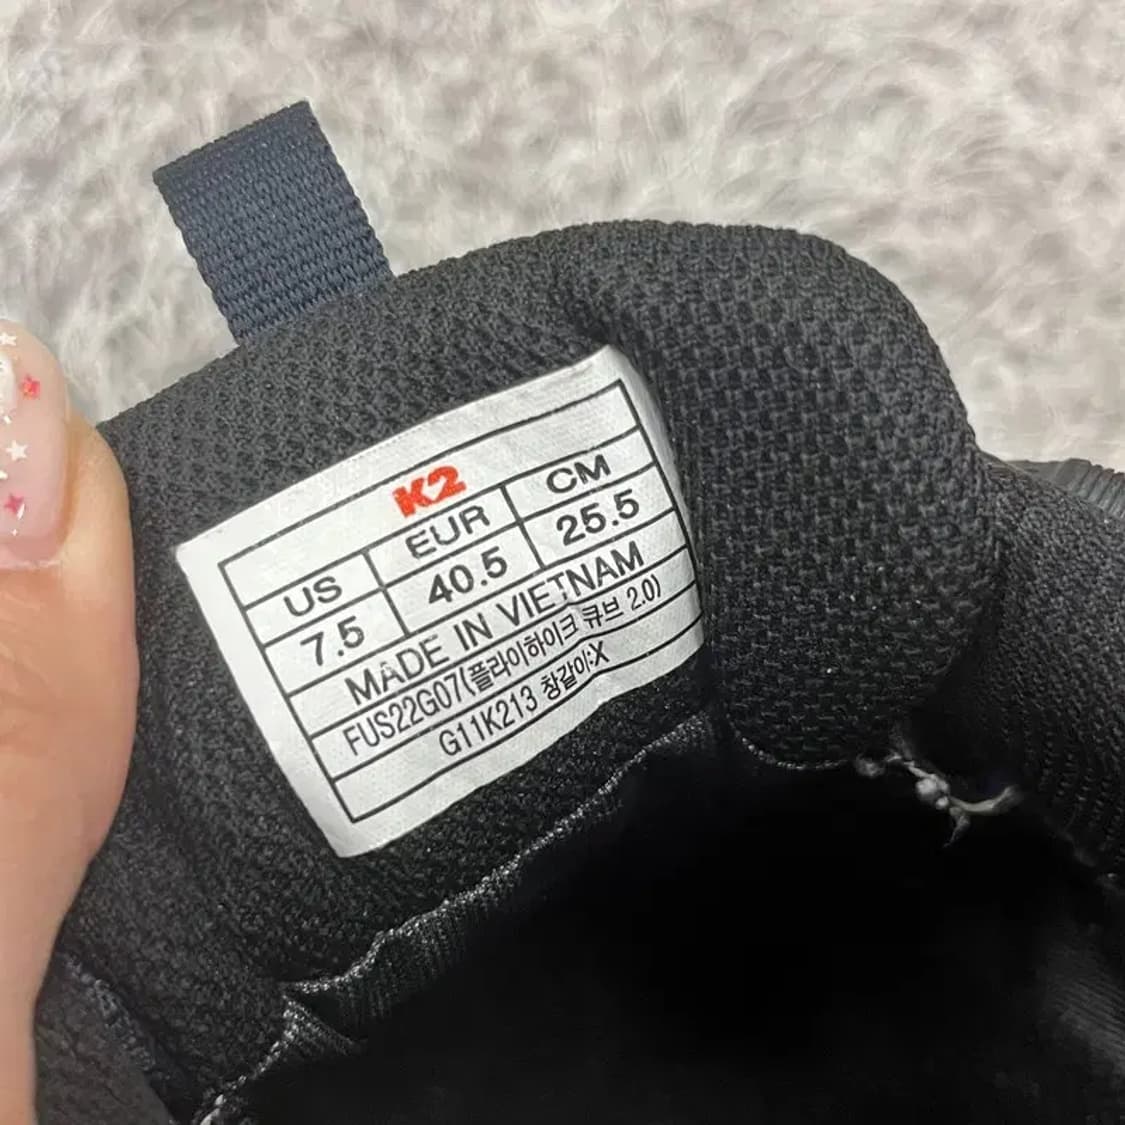 K2
US EUR CM
7.5 40.5 25.5
MADE IN VIETNAM
FUS22G07(플라이하이크 큐브 2.0)
G11K213 창갈이:X